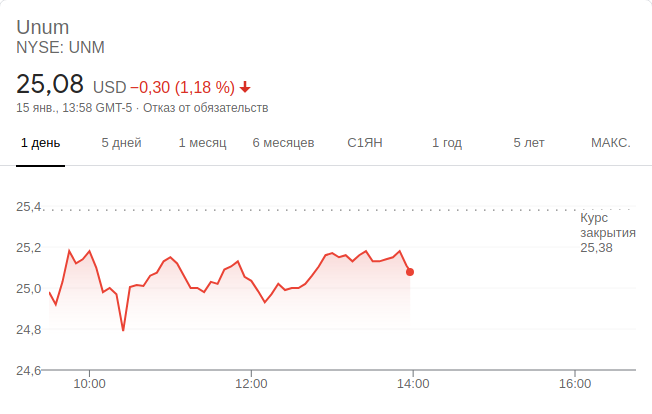 Unum
NYSE: UNM
25,08 USD −0,30 (1,18 %)
15 янв., 13:58 GMT-5 · Отказ от обязательств
1 день 5 дней 1 месяц 6 месяцев С1ЯН 1 год 5 лет МАКС.
25,4
Курс
закрытия
25,38
25,2
25,0
24,8
24,6
10:00 12:00 14:00 16:00